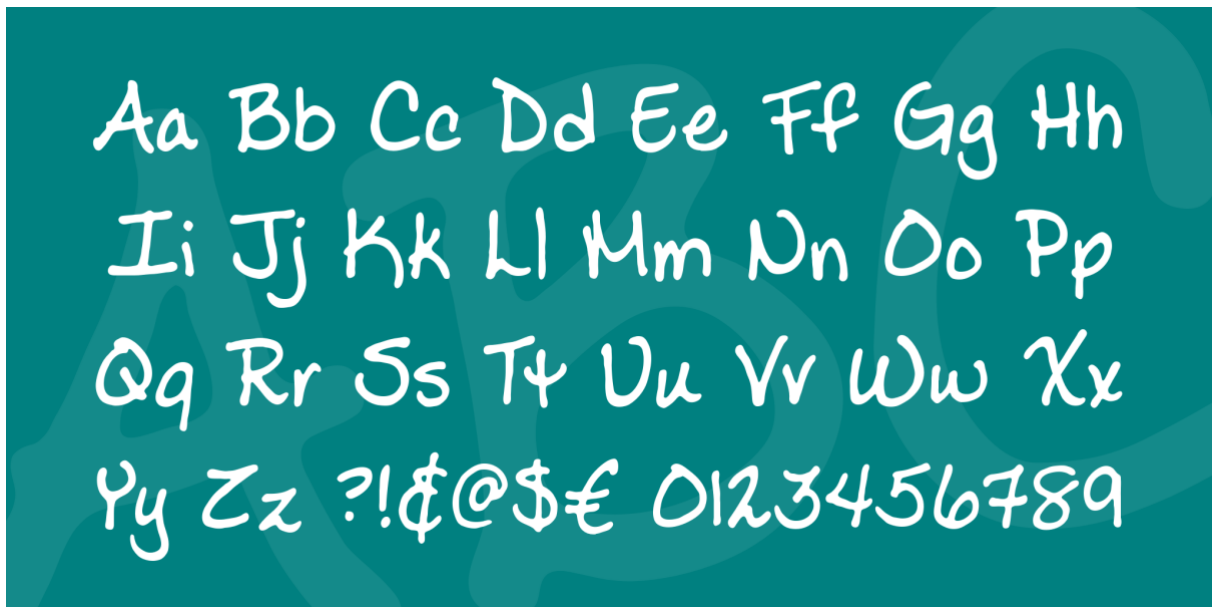 Aa Bb Cc Dd Ee Ff Gg Hh
Ii Jj Kk Ll Mm Nn Oo Pp
Qq Rr Ss Tt Uu Vv Ww Xx
Yy Zz ?!&@$€ 0123456789
ABC